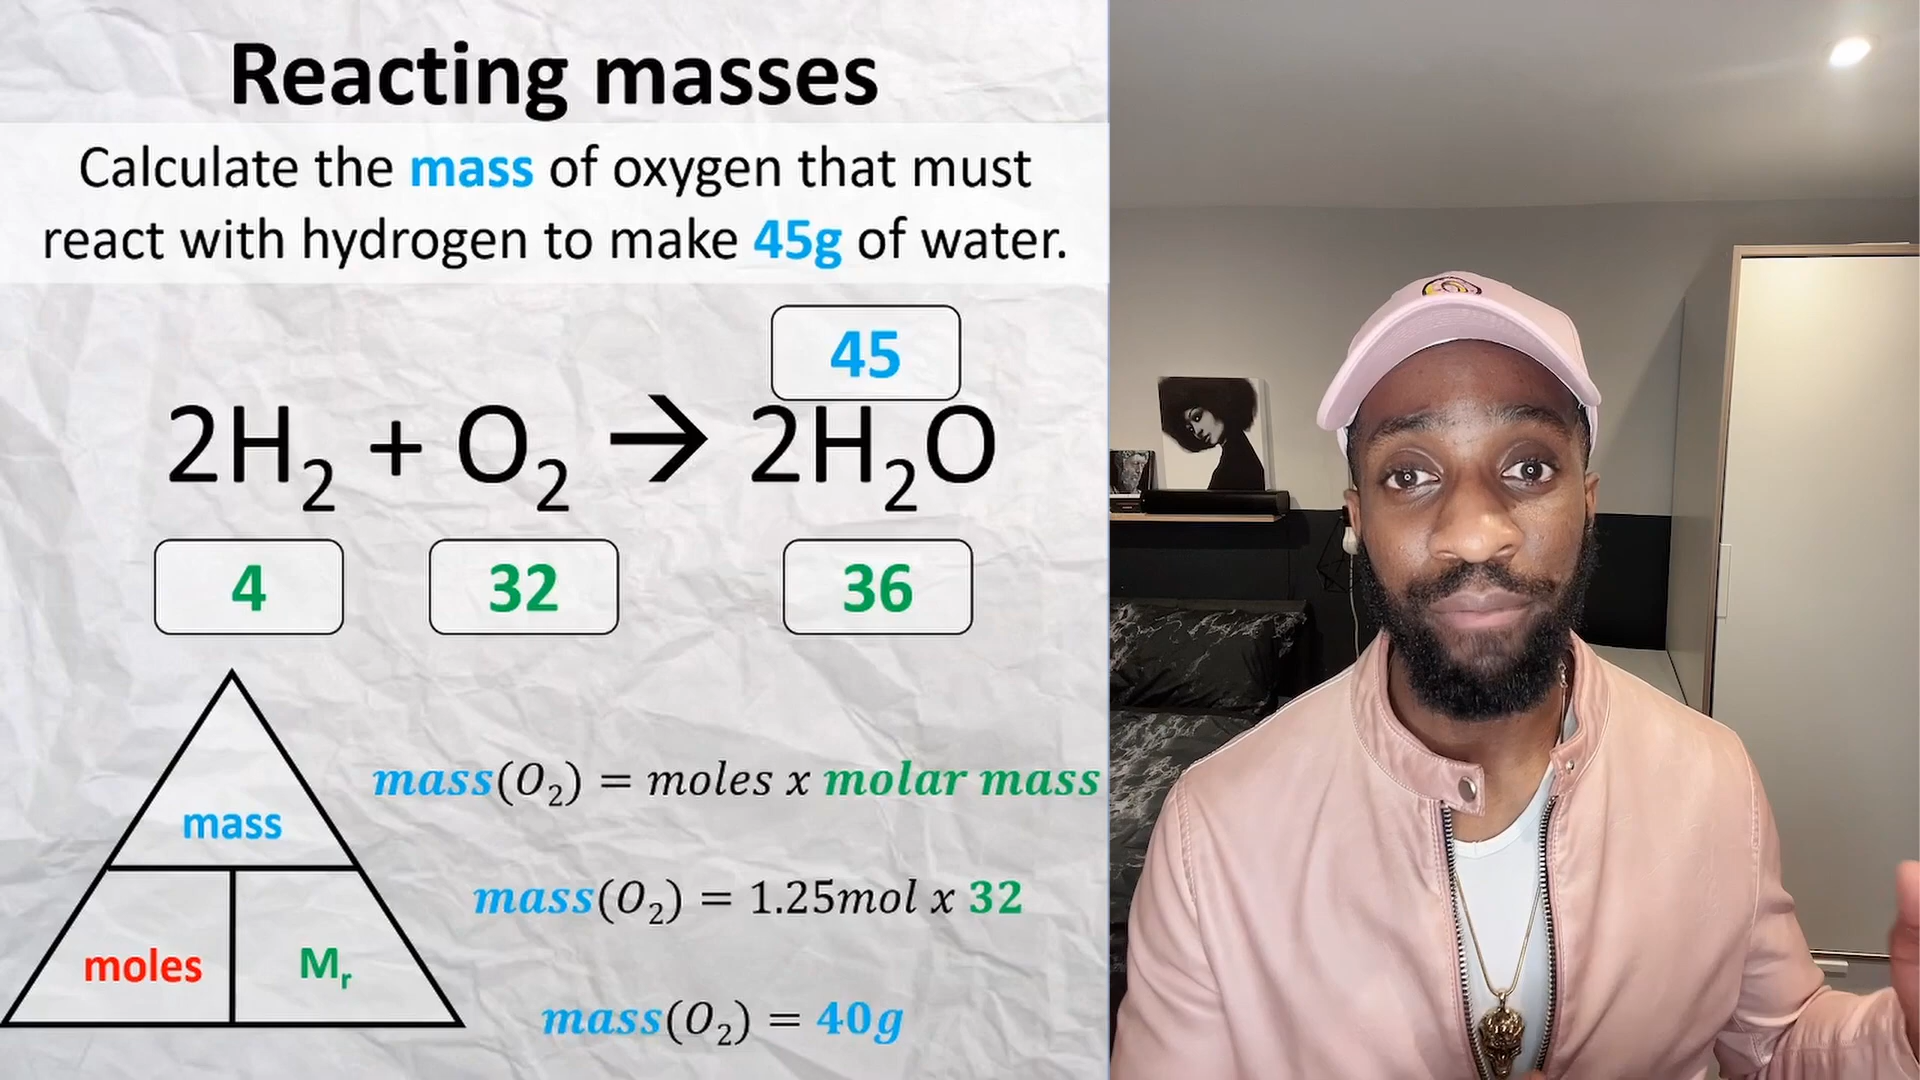 Reacting masses
Calculate the mass of oxygen that must
react with hydrogen to make 45g of water.
45
2H₂ + O₂ → 2H₂O
4 32 36
mass
moles Mᵣ
mass(O₂) = moles x molar mass
mass(O₂) = 1.25mol x 32
mass(O₂) = 40g